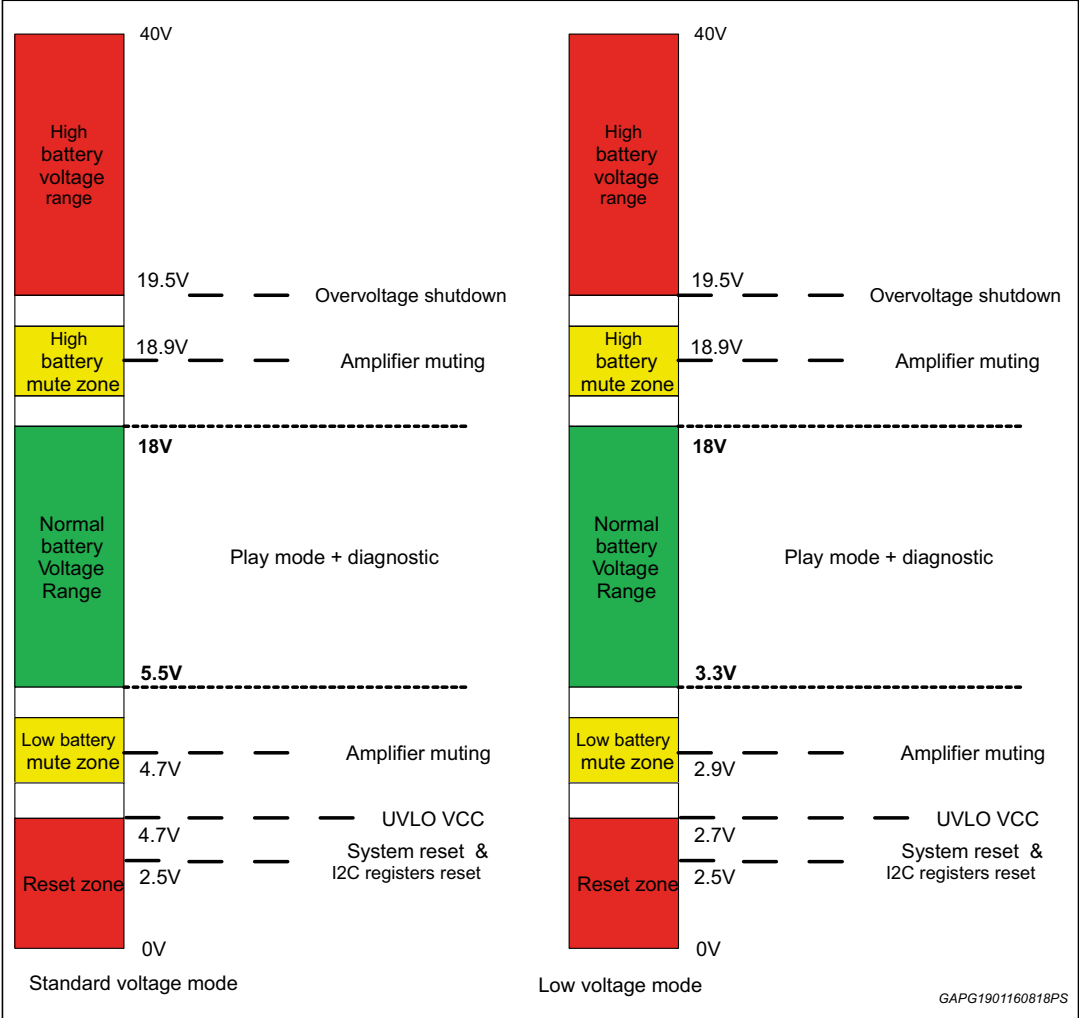 40V
High
battery
voltage
range
19.5V
Overvoltage shutdown
High
battery
mute zone
18.9V
Amplifier muting
18V
Normal
battery
Voltage
Range
Play mode + diagnostic
5.5V
Low battery
mute zone
Amplifier muting
4.7V
UVLO VCC
4.7V
System reset &
I2C registers reset
Reset zone
2.5V
0V
Standard voltage mode
40V
High
battery
voltage
range
19.5V
Overvoltage shutdown
High
battery
mute zone
18.9V
Amplifier muting
18V
Normal
battery
Voltage
Range
Play mode + diagnostic
3.3V
Low battery
mute zone
Amplifier muting
2.9V
UVLO VCC
2.7V
System reset &
I2C registers reset
Reset zone
2.5V
0V
Low voltage mode
GAPG1901160818PS